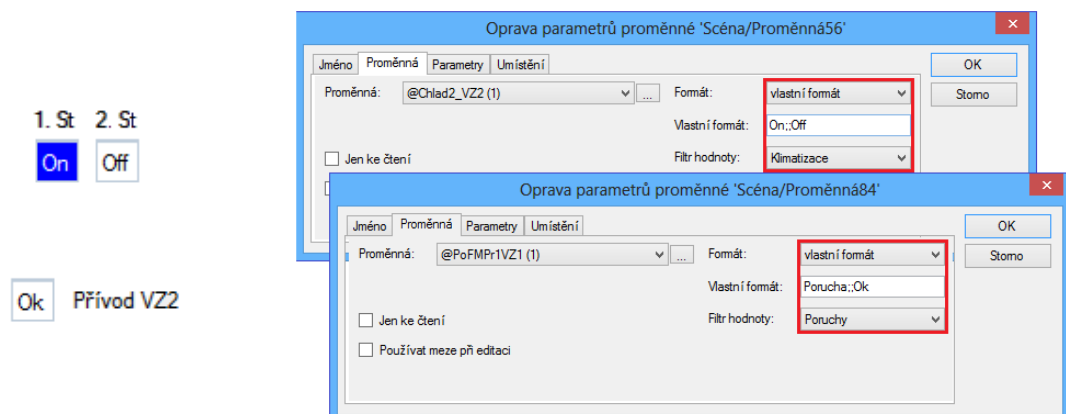 1. St 2. St
On Off
Ok Přívod VZ2
Oprava parametrů proměnné 'Scéna/Proměnná56'
Jméno Proměnná Parametry Umístění
OK
Proměnná: @Chlad2_VZ2 (1) ... Formát: vlastní formát
Storno
Vlastní formát: On;;Off
Jen ke čtení
Filtr hodnoty: Klimatizace
Oprava parametrů proměnné 'Scéna/Proměnná84'
Jméno Proměnná Parametry Umístění
OK
Proměnná: @PoFMPr1VZ1 (1) ... Formát: vlastní formát
Storno
Vlastní formát: Porucha;;Ok
Jen ke čtení
Filtr hodnoty: Poruchy
Používat meze při editaci